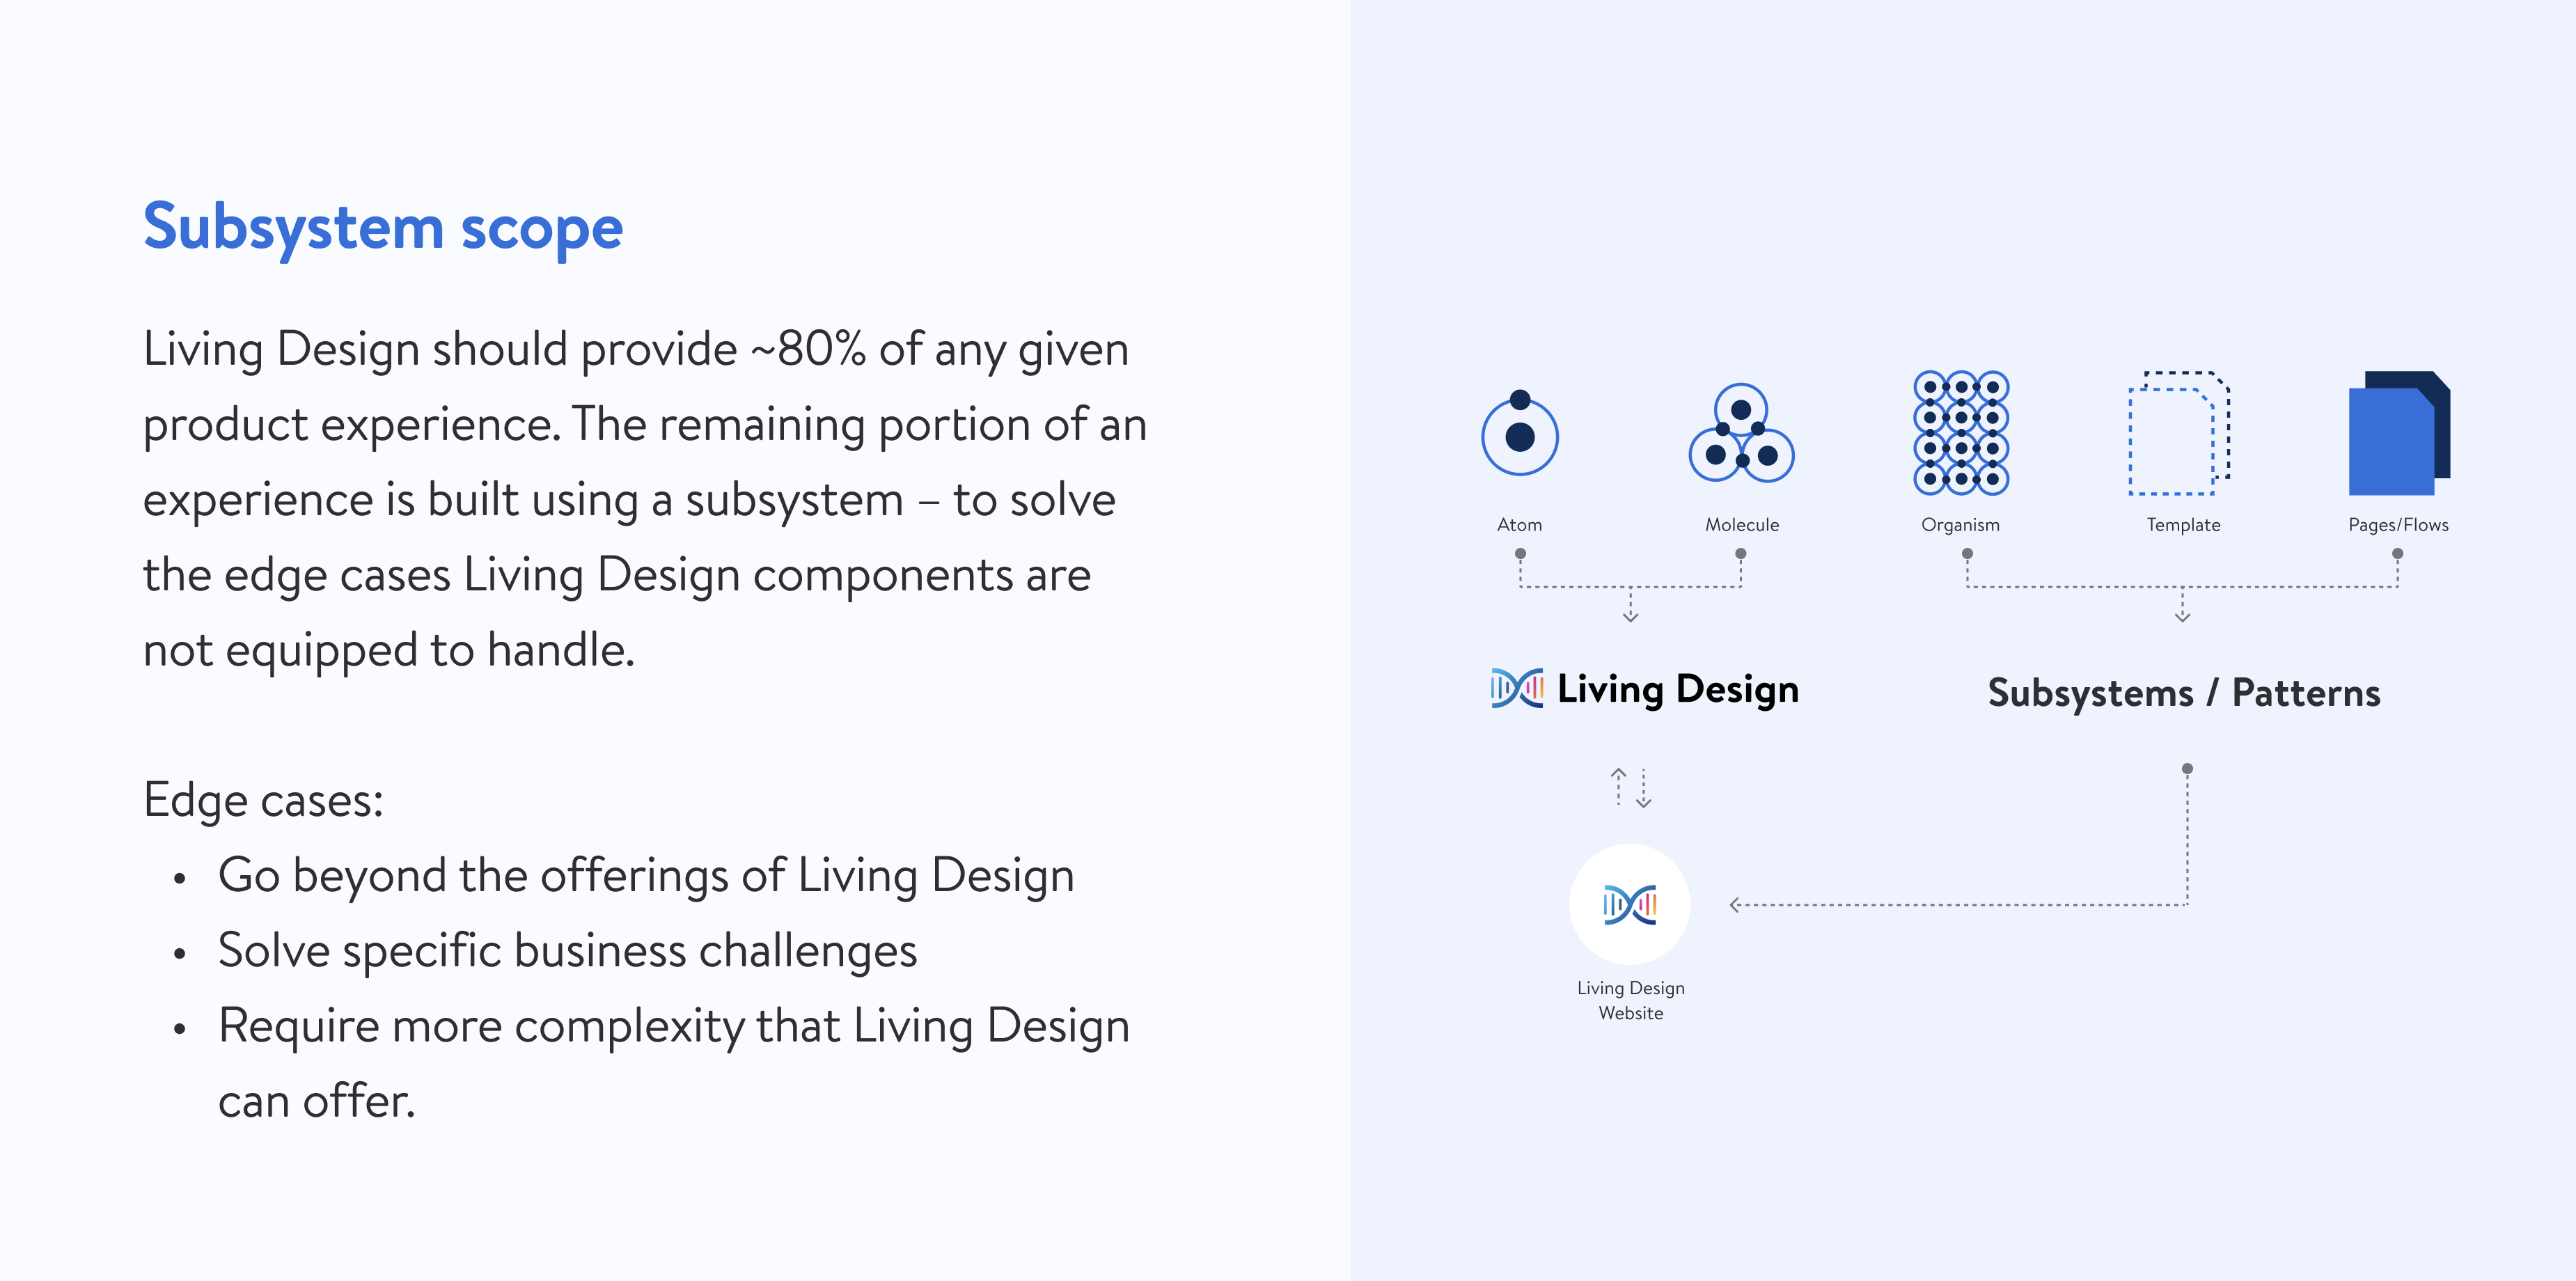 Subsystem scope
Living Design should provide ~80% of any given
product experience. The remaining portion of an
experience is built using a subsystem – to solve
the edge cases Living Design components are
not equipped to handle.
Edge cases:
• Go beyond the offerings of Living Design
• Solve specific business challenges
• Require more complexity that Living Design
can offer.
Atom
Molecule
Organism
Template
Pages/Flows
Living Design
Subsystems / Patterns
Living Design
Website